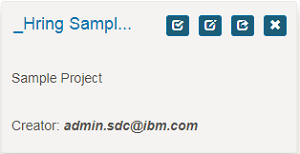 _Hring Sampl...
Sample Project
Creator: admin.sdc@ibm.com